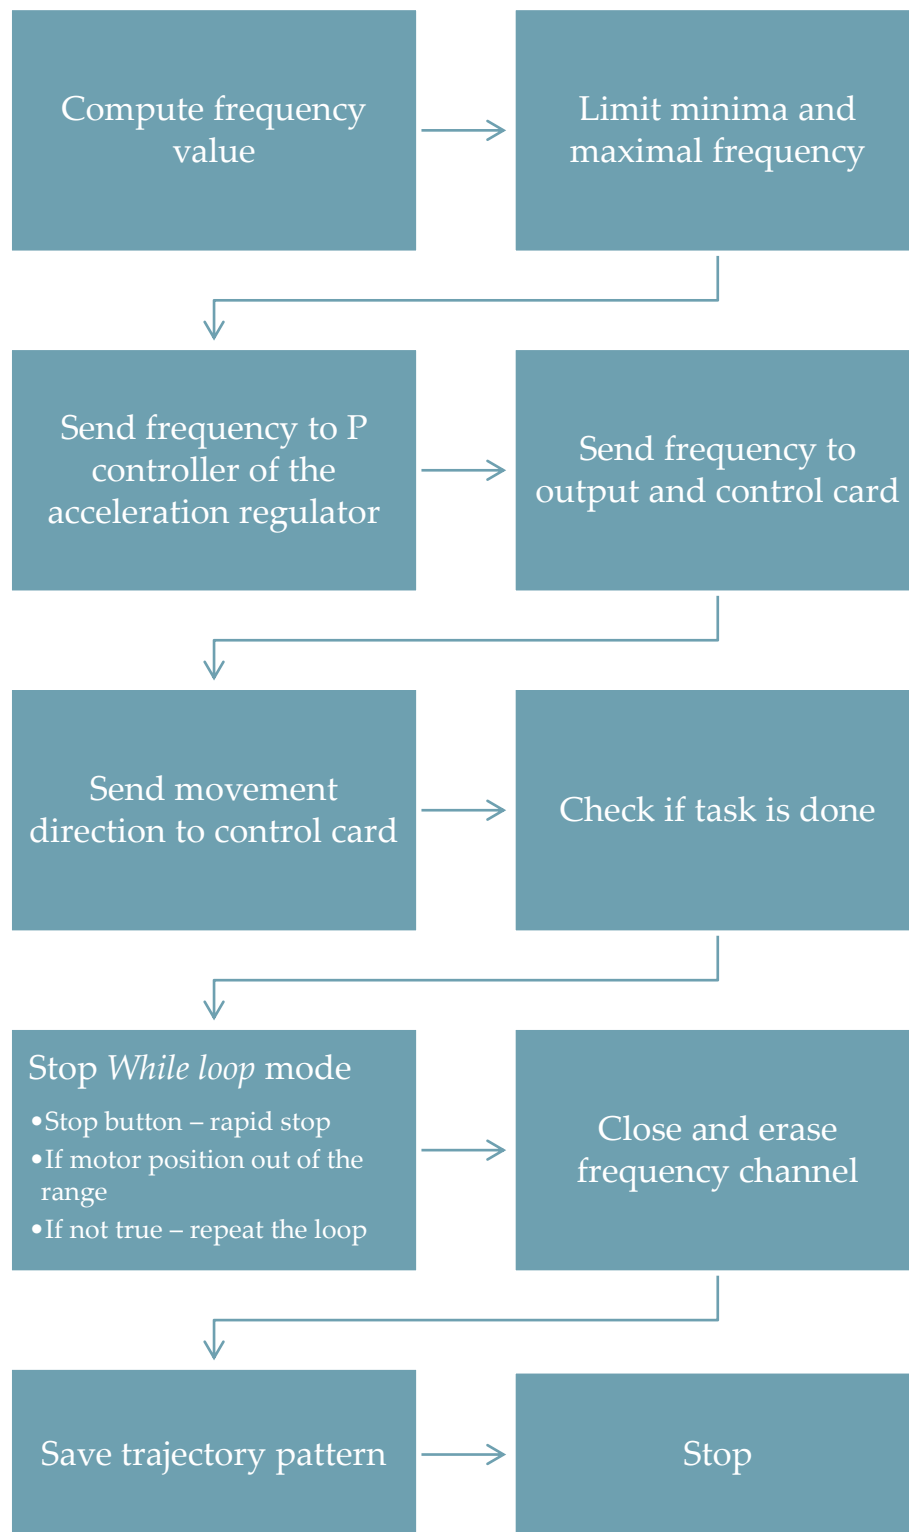 Compute frequency
value
Limit minima and
maximal frequency
Send frequency to P
controller of the
acceleration regulator
Send frequency to
output and control card
Send movement
direction to control card
Check if task is done
Stop While loop mode
•Stop button – rapid stop
•If motor position out of the
range
•If not true – repeat the loop
Close and erase
frequency channel
Save trajectory pattern
Stop